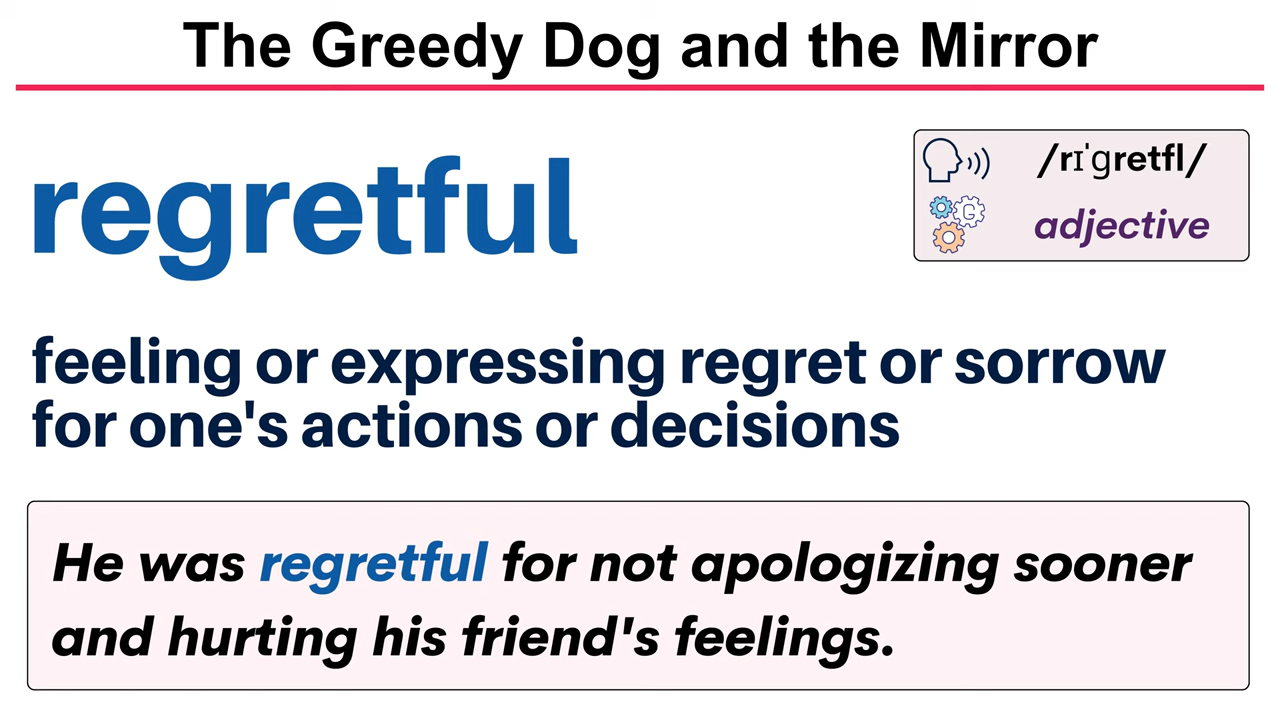 The Greedy Dog and the Mirror
regretful
/rɪˈgretfl/
G
adjective
feeling or expressing regret or sorrow
for one's actions or decisions
He was regretful for not apologizing sooner
and hurting his friend's feelings.